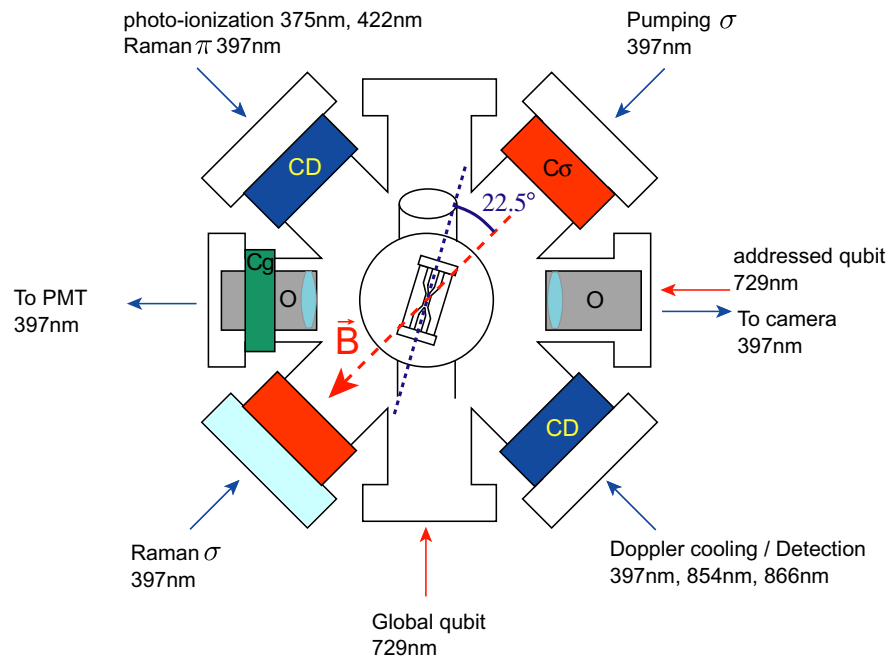 photo-ionization 375nm, 422nm
Raman π 397nm
Pumping σ
397nm
CD
Cσ
22.5°
Cg
O
O
To PMT
397nm
B
addressed qubit
729nm
To camera
397nm
CD
Raman σ
397nm
Doppler cooling / Detection
397nm, 854nm, 866nm
Global qubit
729nm